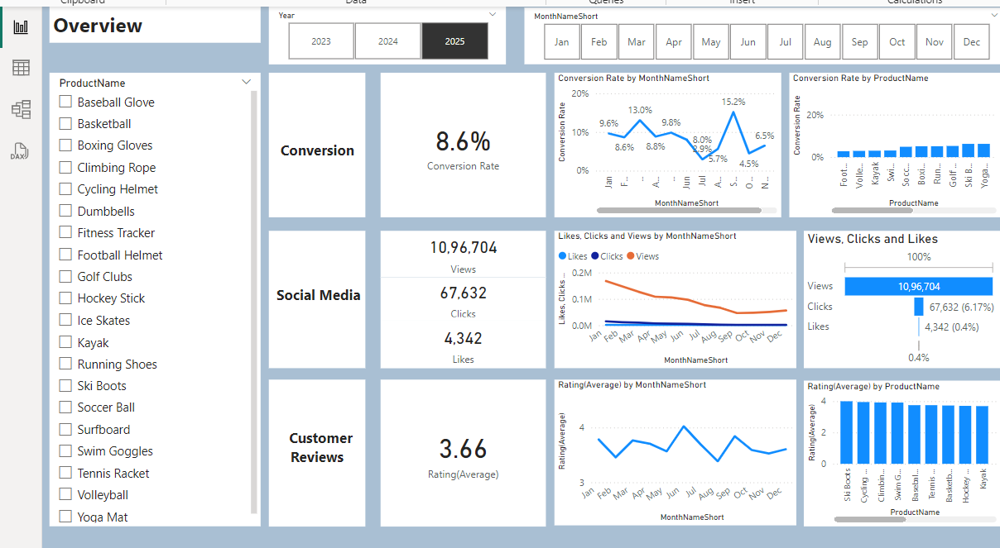 Clipboard
Data
Queries
Insert
Calculations
DAX
Overview
Year
2023
2024
2025
MonthNameShort
Jan
Feb
Mar
Apr
May
Jun
Jul
Aug
Sep
Oct
Nov
Dec
ProductName
Baseball Glove
Basketball
Boxing Gloves
Climbing Rope
Cycling Helmet
Dumbbells
Fitness Tracker
Football Helmet
Golf Clubs
Hockey Stick
Ice Skates
Kayak
Running Shoes
Ski Boots
Soccer Ball
Surfboard
Swim Goggles
Tennis Racket
Volleyball
Yoga Mat
Conversion
8.6%
Conversion Rate
Conversion Rate by MonthNameShort
Conversion Rate
20%
10%
0%
9.6%
8.6%
13.0%
8.8%
9.8%
8.0%
2.9%
5.7%
15.2%
4.5%
6.5%
Jan
F...
...
A...
...
Jun
Jul
A...
S...
O...
N...
MonthNameShort
Conversion Rate by ProductName
Conversion Rate
20%
0%
Foot...
Volle...
Kayak
Swi...
Socc...
Boxi...
Run...
Golf ...
Ski B...
Yoga...
ProductName
Social Media
10,96,704
Views
67,632
Clicks
4,342
Likes
Likes, Clicks and Views by MonthNameShort
Likes Clicks Views
Likes, Clicks ...
0.2M
0.1M
0.0M
Jan
Feb
Mar
Apr
May
Jun
Jul
Aug
Sep
Oct
Nov
Dec
MonthNameShort
Views, Clicks and Likes
100%
Views 10,96,704
Clicks 67,632 (6.17%)
Likes 4,342 (0.4%)
0.4%
Customer
Reviews
3.66
Rating(Average)
Rating(Average) by MonthNameShort
Rating(Average)
4
3
Jan
Feb
Mar
Apr
May
Jun
Jul
Aug
Sep
Oct
Nov
Dec
MonthNameShort
Rating(Average) by ProductName
Rating(Average)
4
2
0
Ski Boots
Cycling ...
Climbin...
Swim G...
Basebal...
Tennis ...
Basketb...
Hockey ...
Kayak
ProductName